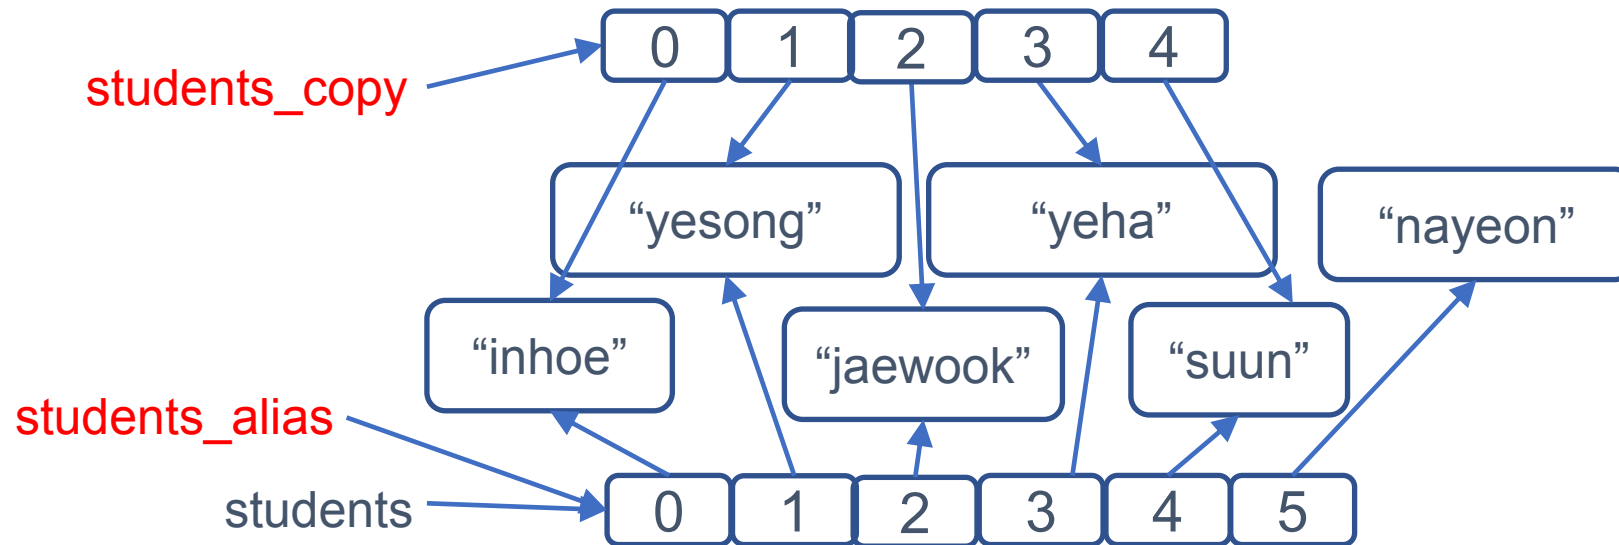 0 1 2 3 4
students_copy
“yesong” “yeha” “nayeon”
“inhoe” “jaewook” “suun”
students_alias
students 0 1 2 3 4 5